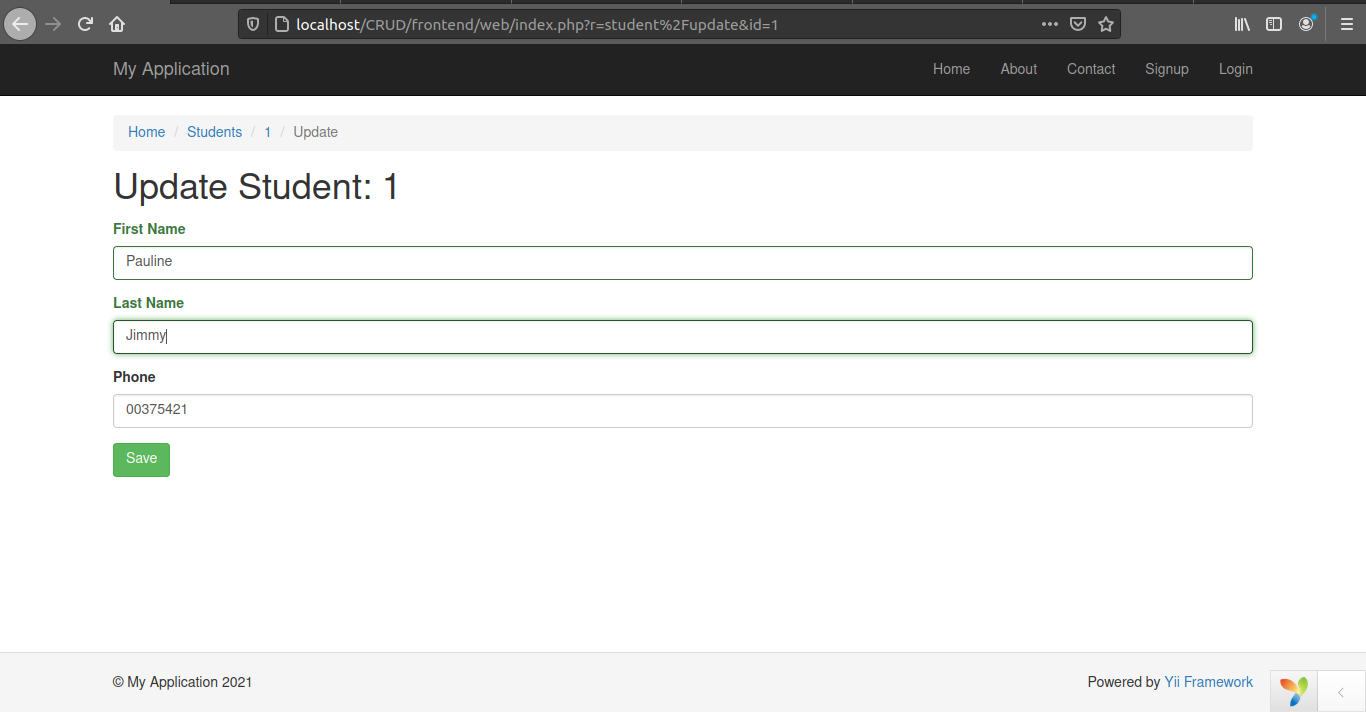 localhost/CRUD/frontend/web/index.php?r=student%2Fupdate&id=1
My Application Home About Contact Signup Login
Home / Students / 1 / Update
Update Student: 1
First Name
Pauline
Last Name
Jimmy
Phone
00375421
Save
© My Application 2021 Powered by Yii Framework